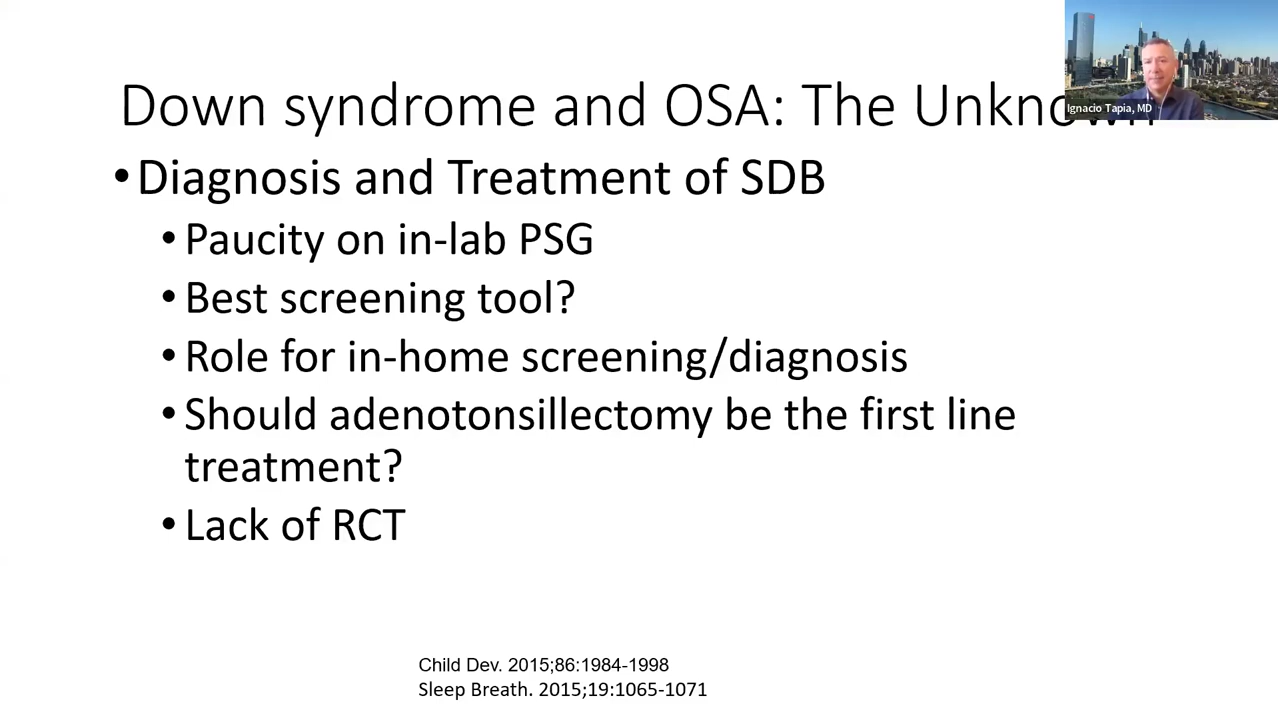 Down syndrome and OSA: The Unknown
Ignacio Tapia, MD
• Diagnosis and Treatment of SDB
• Paucity on in-lab PSG
• Best screening tool?
• Role for in-home screening/diagnosis
• Should adenotonsillectomy be the first line
treatment?
• Lack of RCT
Child Dev. 2015;86:1984-1998
Sleep Breath. 2015;19:1065-1071